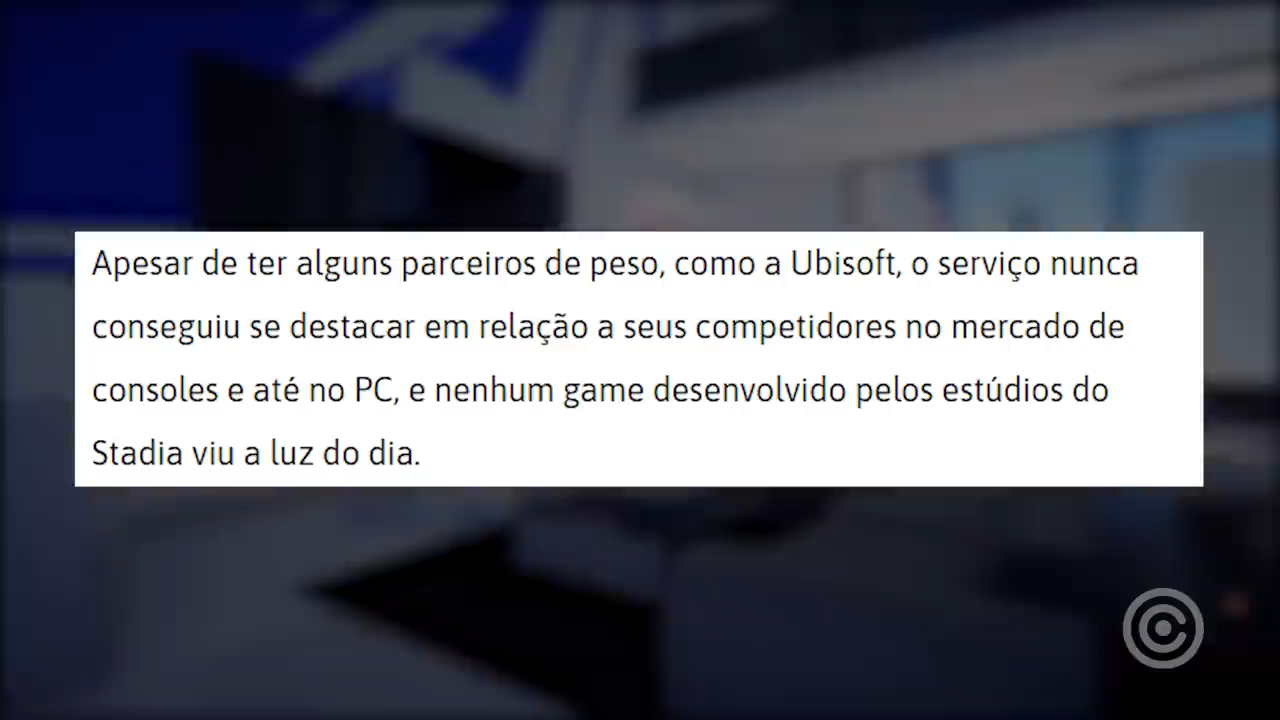 Apesar de ter alguns parceiros de peso, como a Ubisoft, o serviço nunca
conseguiu se destacar em relação a seus competidores no mercado de
consoles e até no PC, e nenhum game desenvolvido pelos estúdios do
Stadia viu a luz do dia.